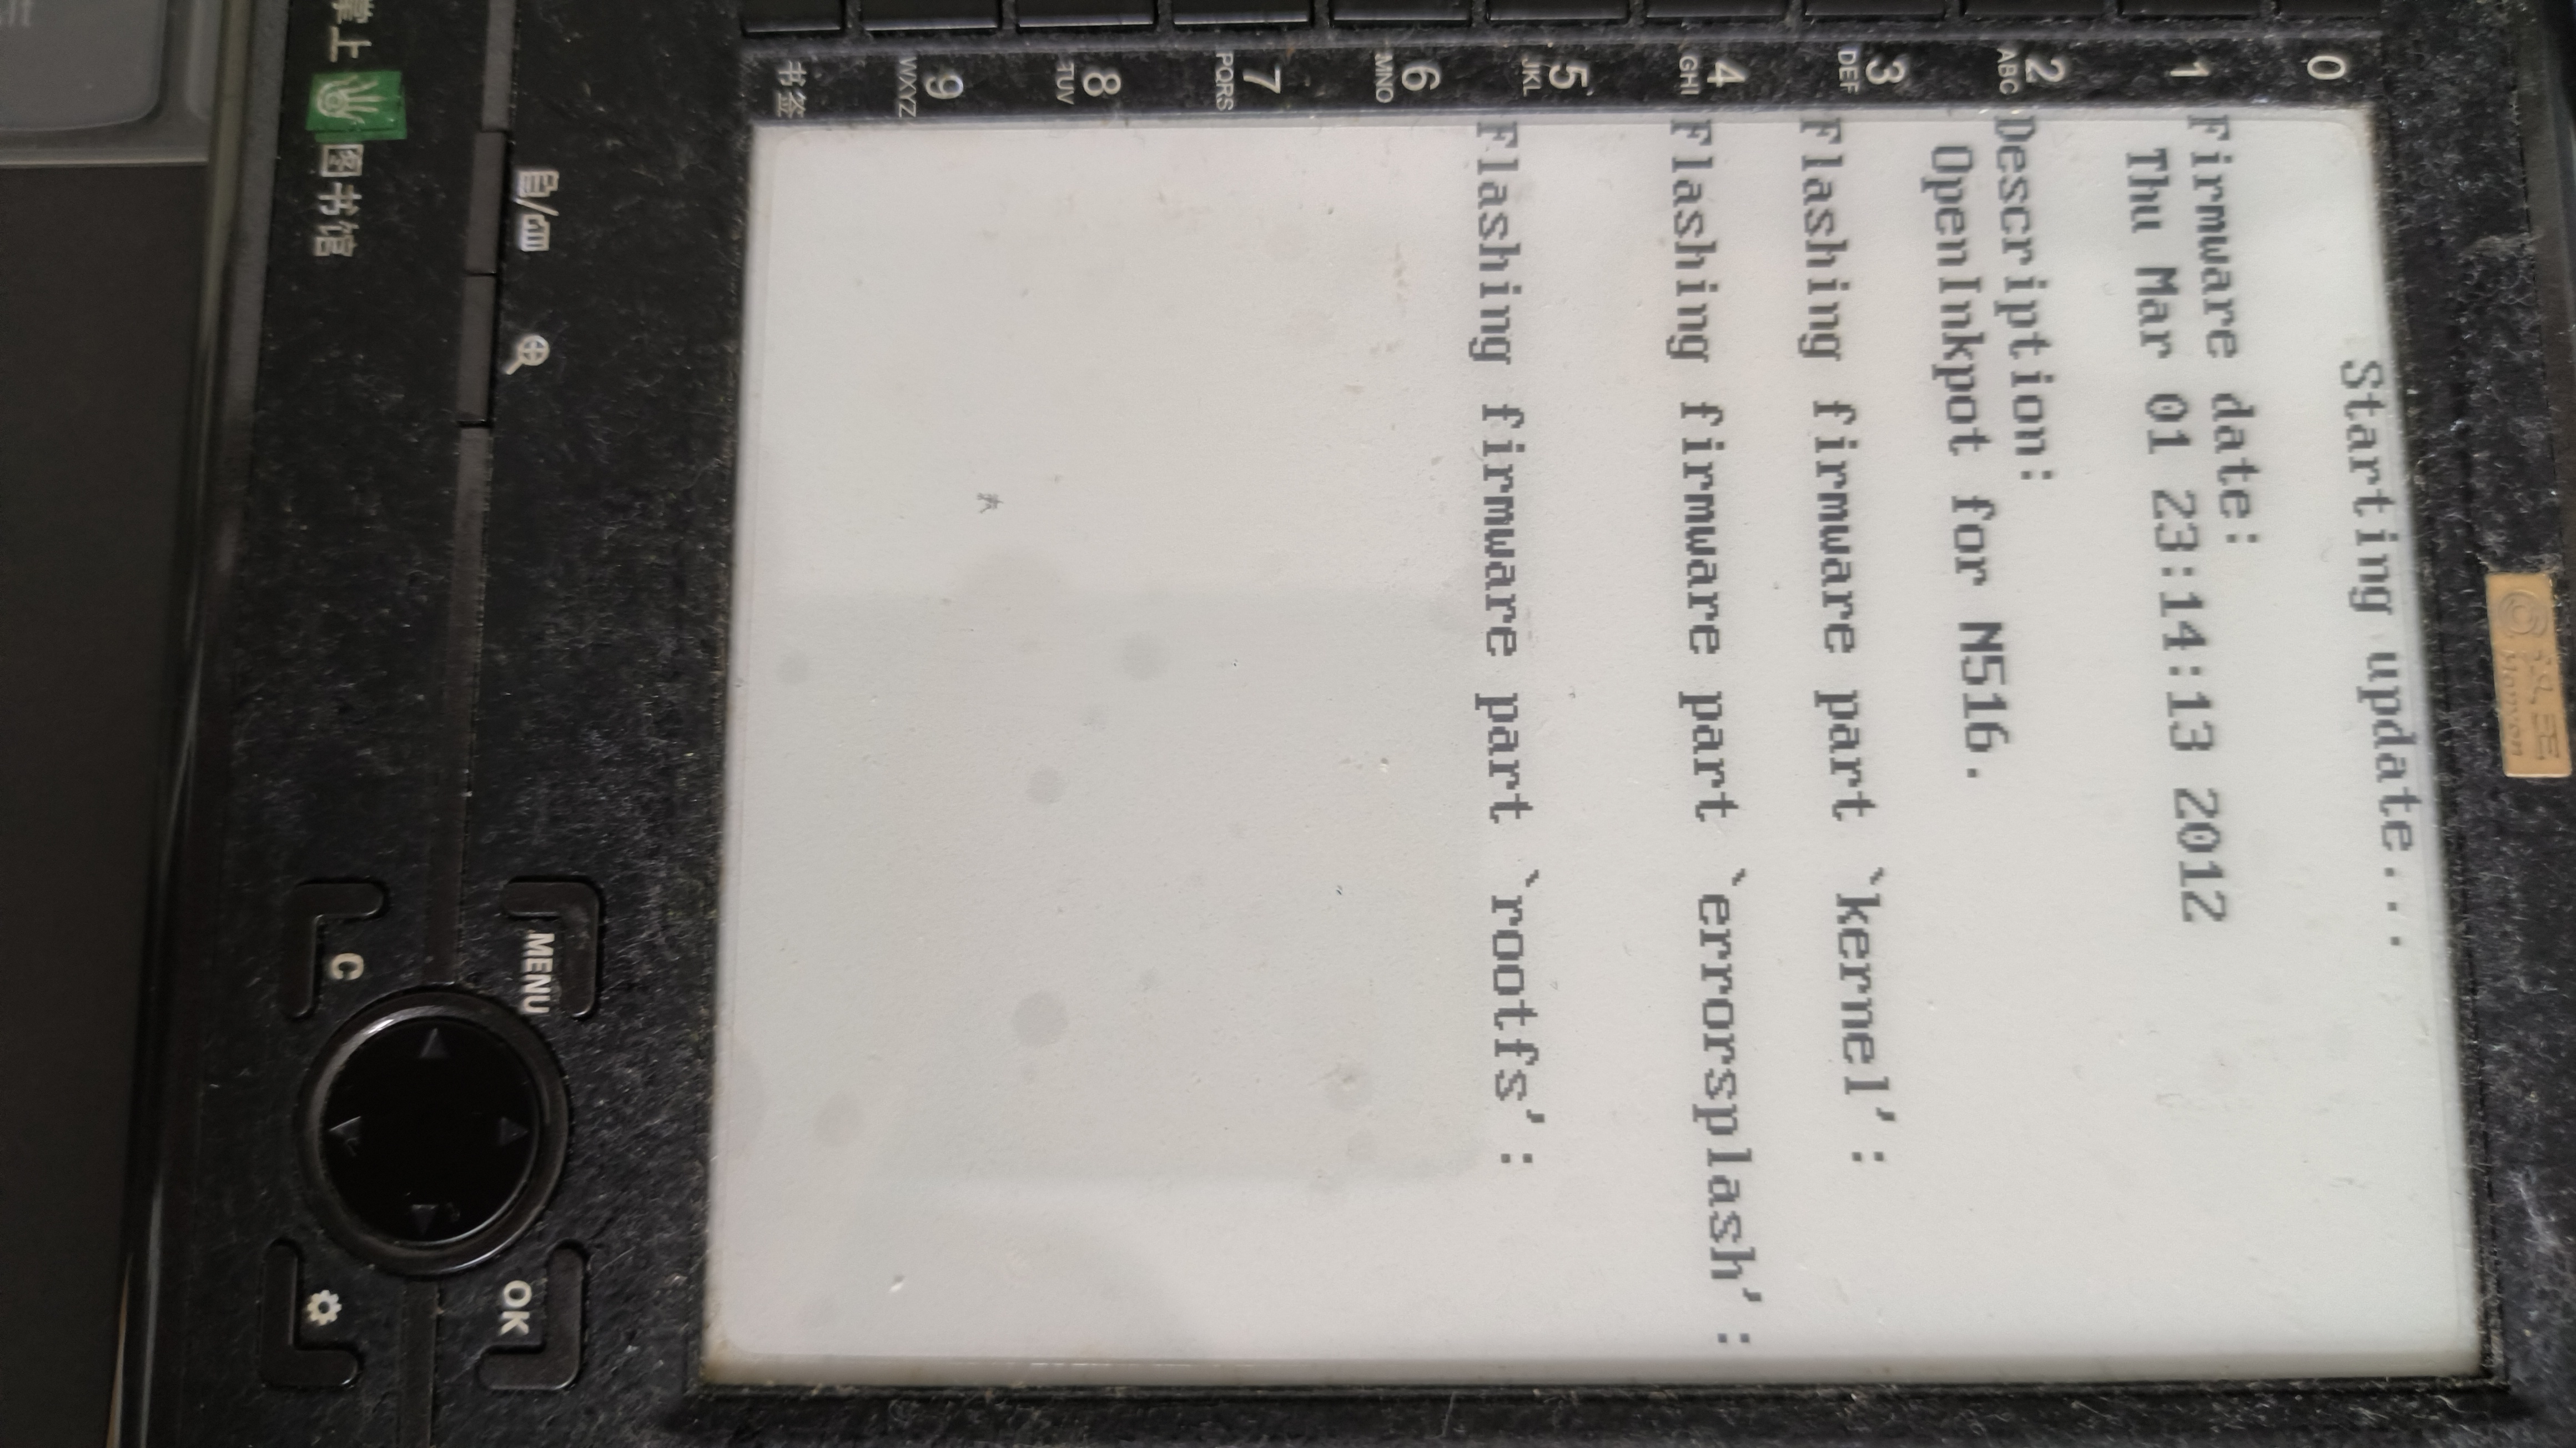 Starting update...
Firmware date:
Thu Mar 01 23:14:13 2012
Description:
OpenInkpot for N516.
Flashing firmware part `kernel':
Flashing firmware part `errorsplash':
Flashing firmware part `rootfs':
0
1
2 ABC
3 DEF
4 GHI
5 JKL
6 MNO
7 PQRS
8 TUV
9 WXYZ
书签
掌上
图书馆
MENU
C
OK